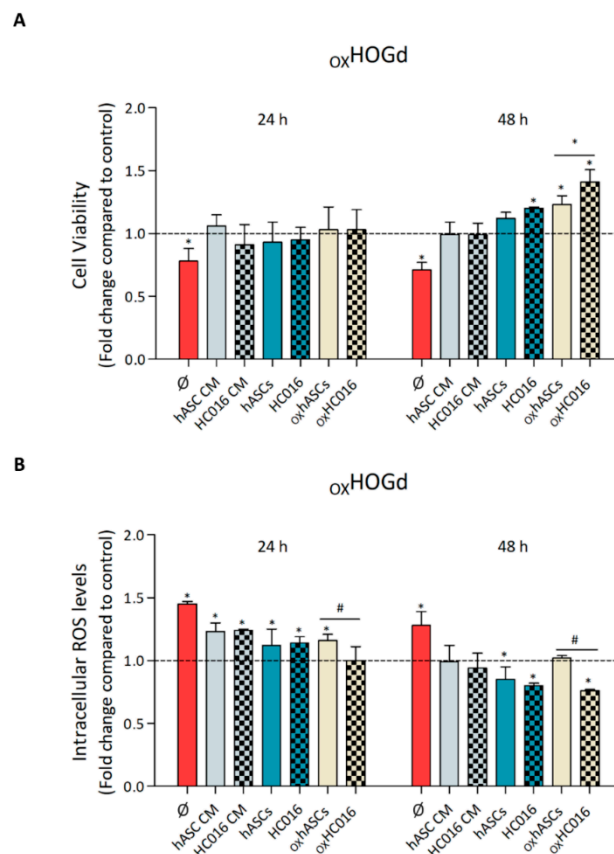 A
oxHOGd
24 h
48 h
Cell Viability
(Fold change compared to control)
2.0
1.5
1.0
0.5
0.0
*
*
*
*
*
*
Ø
hASC CM
HC016 CM
hASCs
HC016
oxhASCs
oxHC016
Ø
hASC CM
HC016 CM
hASCs
HC016
oxhASCs
oxHC016
B
oxHOGd
24 h
48 h
Intracellular ROS levels
(Fold change compared to control)
2.0
1.5
1.0
0.5
0.0
*
*
*
*
*
*
#
*
*
*
#
*
Ø
hASC CM
HC016 CM
hASCs
HC016
oxhASCs
oxHC016
Ø
hASC CM
HC016 CM
hASCs
HC016
oxhASCs
oxHC016